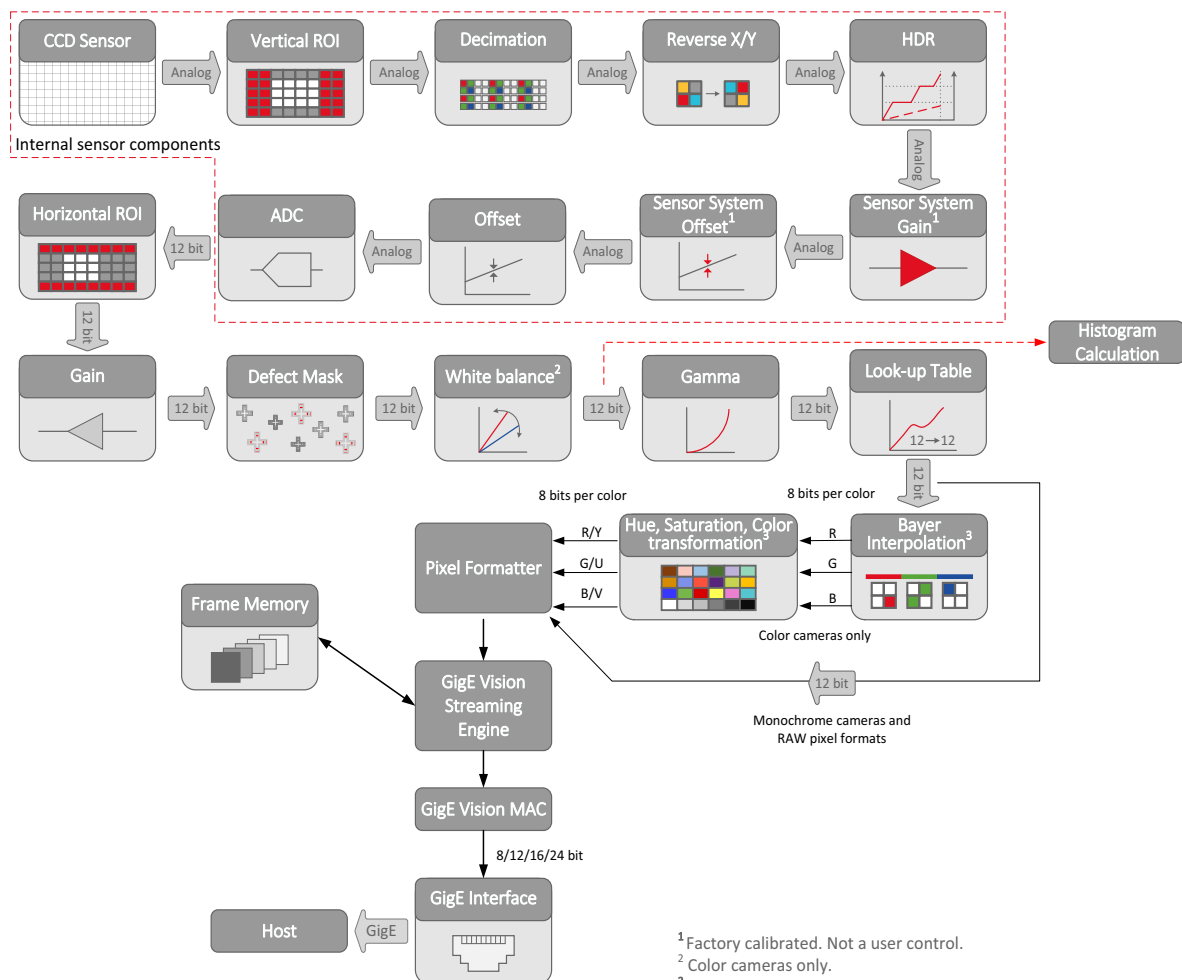 CCD Sensor
Analog
Vertical ROI
Analog
Decimation
Analog
Reverse X/Y
Analog
HDR
Internal sensor components
Analog
Sensor System
Gain1
Analog
Sensor System
Offset1
Analog
Offset
Analog
ADC
12 bit
Horizontal ROI
12 bit
Gain
12 bit
Defect Mask
12 bit
White balance2
12 bit
Histogram
Calculation
Gamma
12 bit
Look-up Table
12→12
12 bit
8 bits per color
8 bits per color
Bayer
Interpolation3
R
G
B
Hue, Saturation, Color
transformation3
R/Y
G/U
B/V
Color cameras only
Pixel Formatter
12 bit
Monochrome cameras and
RAW pixel formats
Frame Memory
GigE Vision
Streaming
Engine
GigE Vision MAC
8/12/16/24 bit
GigE Interface
GigE
Host
1 Factory calibrated. Not a user control.
2 Color cameras only.